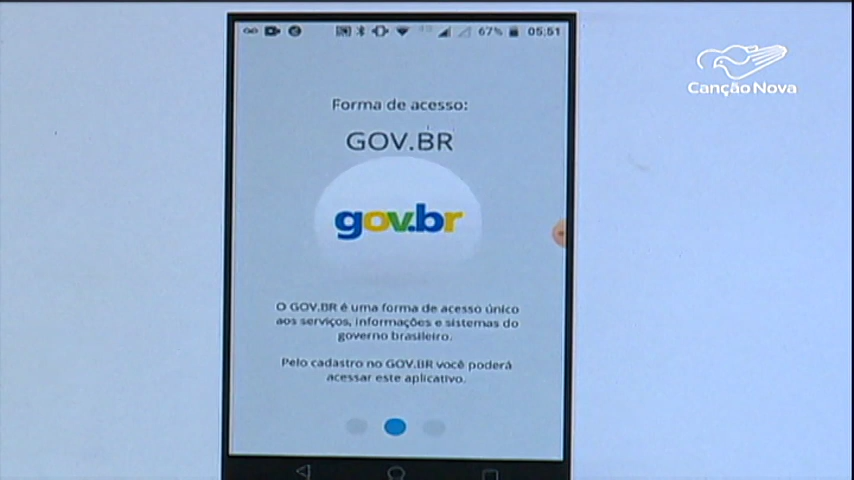 67% 05:51
Canção Nova
Forma de acesso:
GOV.BR
gov.br
O GOV.BR é uma forma de acesso único
aos serviços, informações e sistemas do
governo brasileiro.
Pelo cadastro no GOV.BR você poderá
acessar este aplicativo.